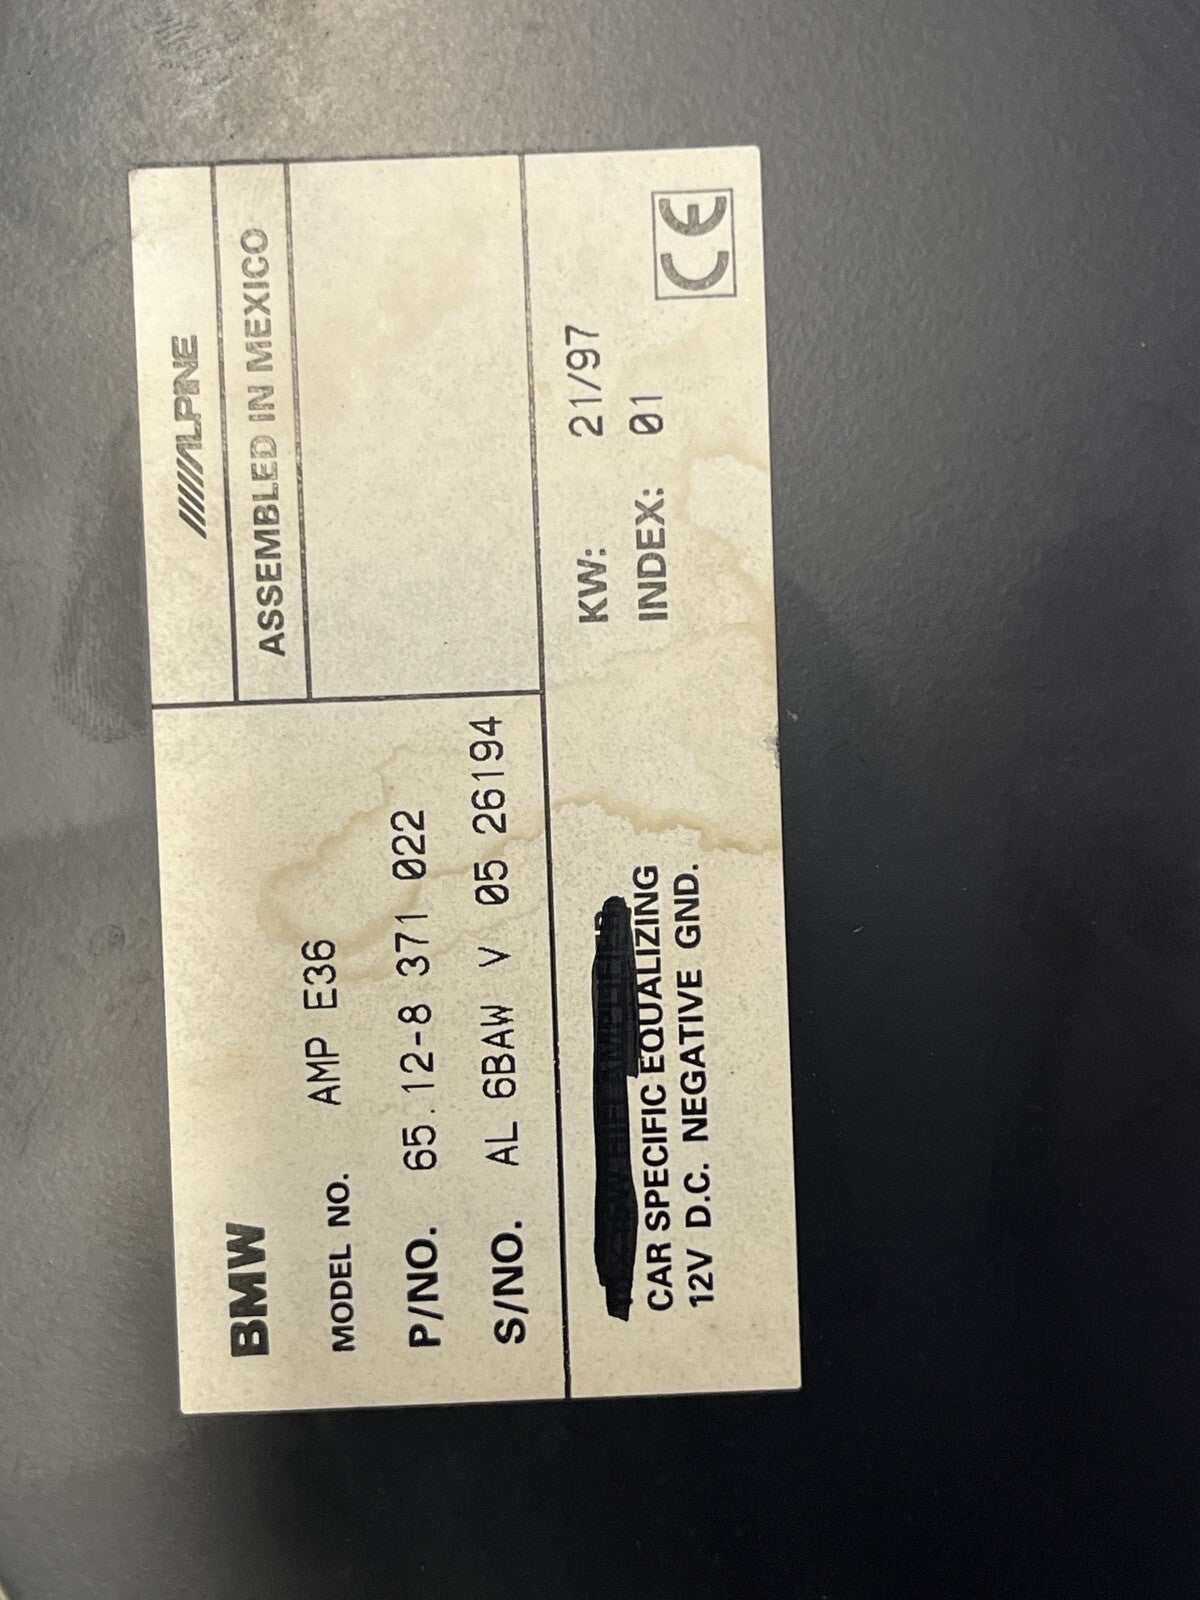 BMW
MODEL NO. AMP E36
P/NO. 65.12-8 371 022
S/NO. AL 6BAW V 05 26194
ALPINE
ASSEMBLED IN MEXICO
CAR SPECIFIC EQUALIZING
12V D.C. NEGATIVE GND.
KW: 21/97
INDEX: 01
CE